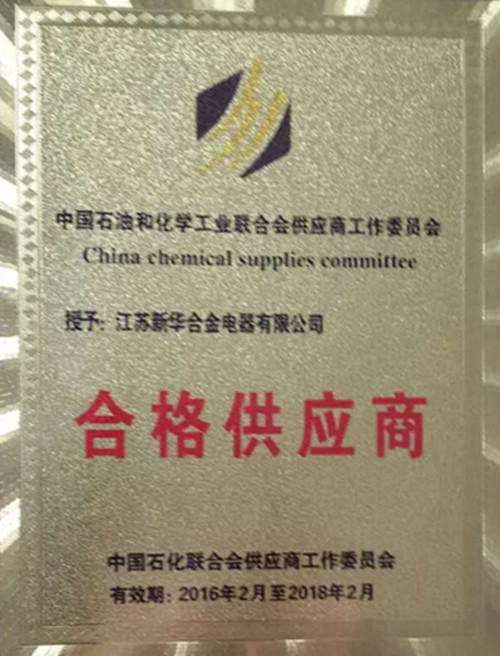 中国石油和化学工业联合会供应商工作委员会
China chemical supplies committee
授予：江苏新华合金电器有限公司
合格供应商
中国石化联合会供应商工作委员会
有效期：2016年2月至2018年2月